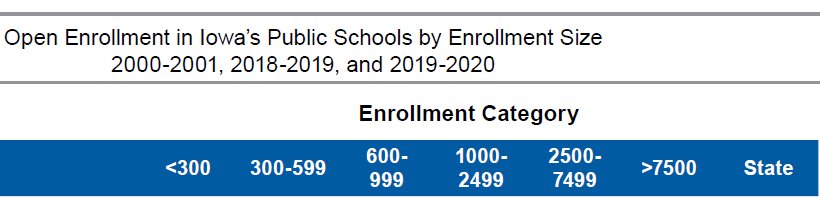 Open Enrollment in Iowa's Public Schools by Enrollment Size
2000-2001, 2018-2019, and 2019-2020
Enrollment Category
<300 300-599 600- 1000- 2500- >7500 State
999 2499 7499